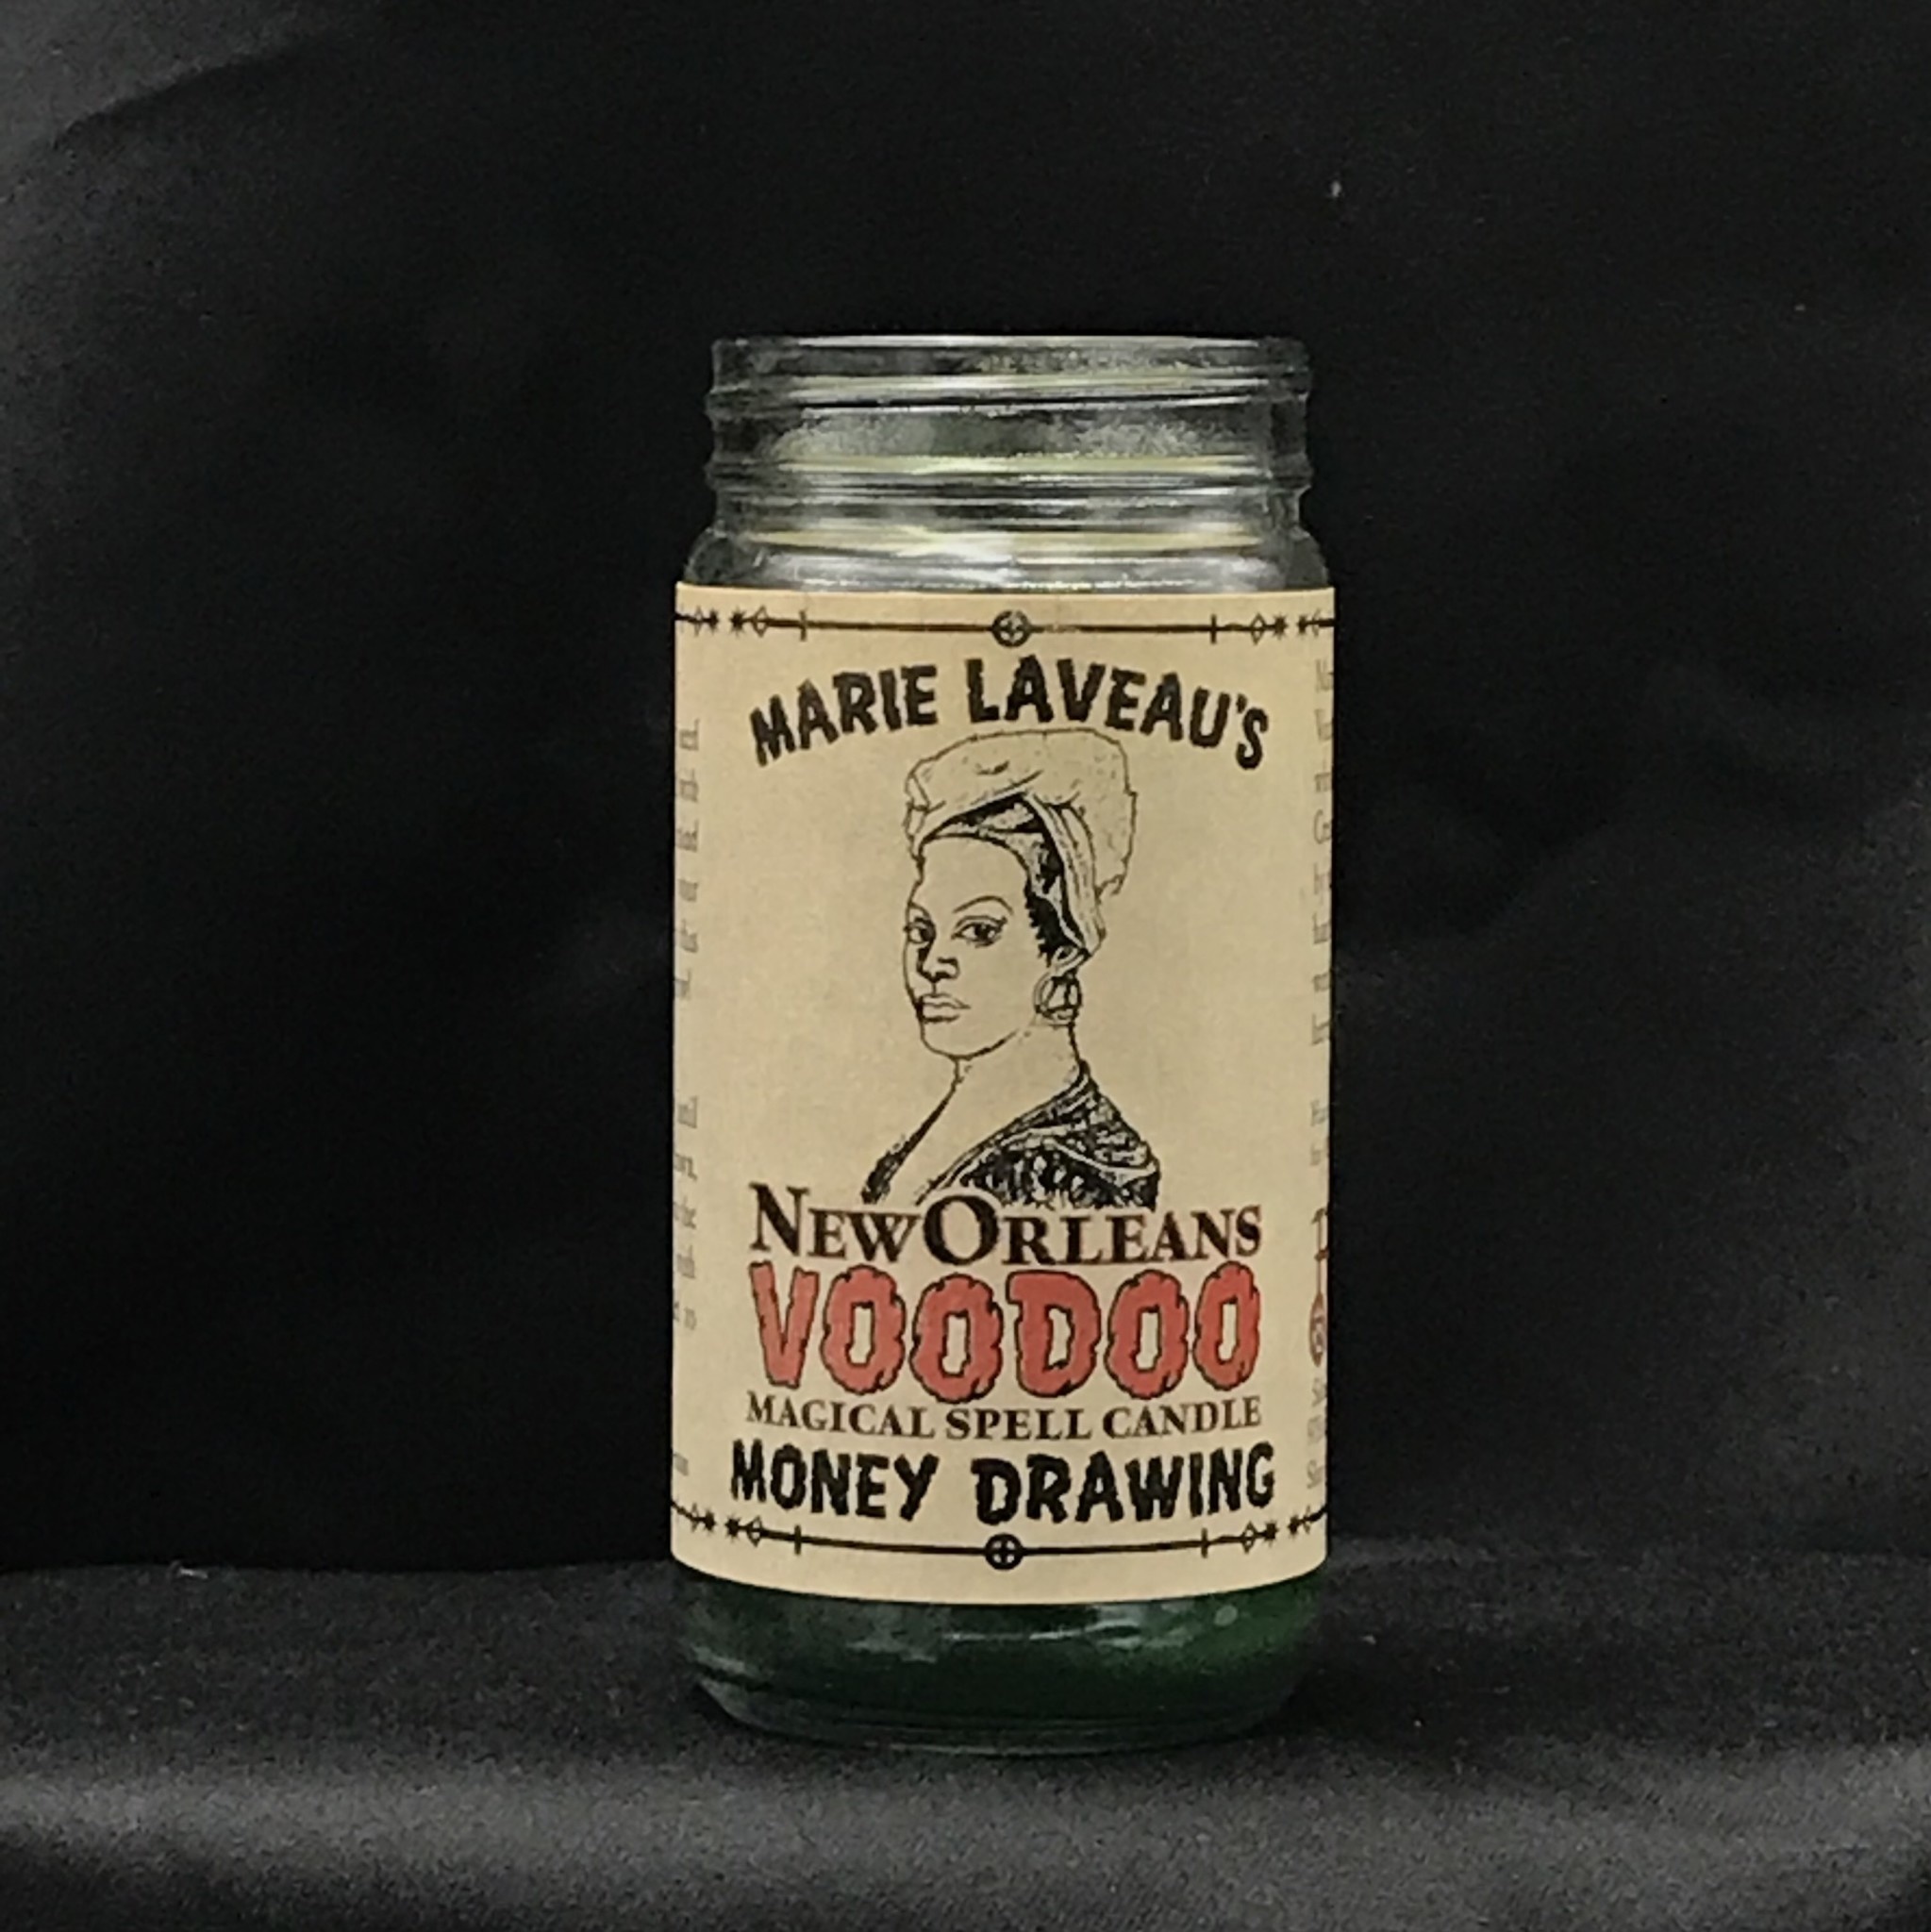 MARIE LAVEAU'S
NEW ORLEANS
VOODOO
MAGICAL SPELL CANDLE
MONEY DRAWING